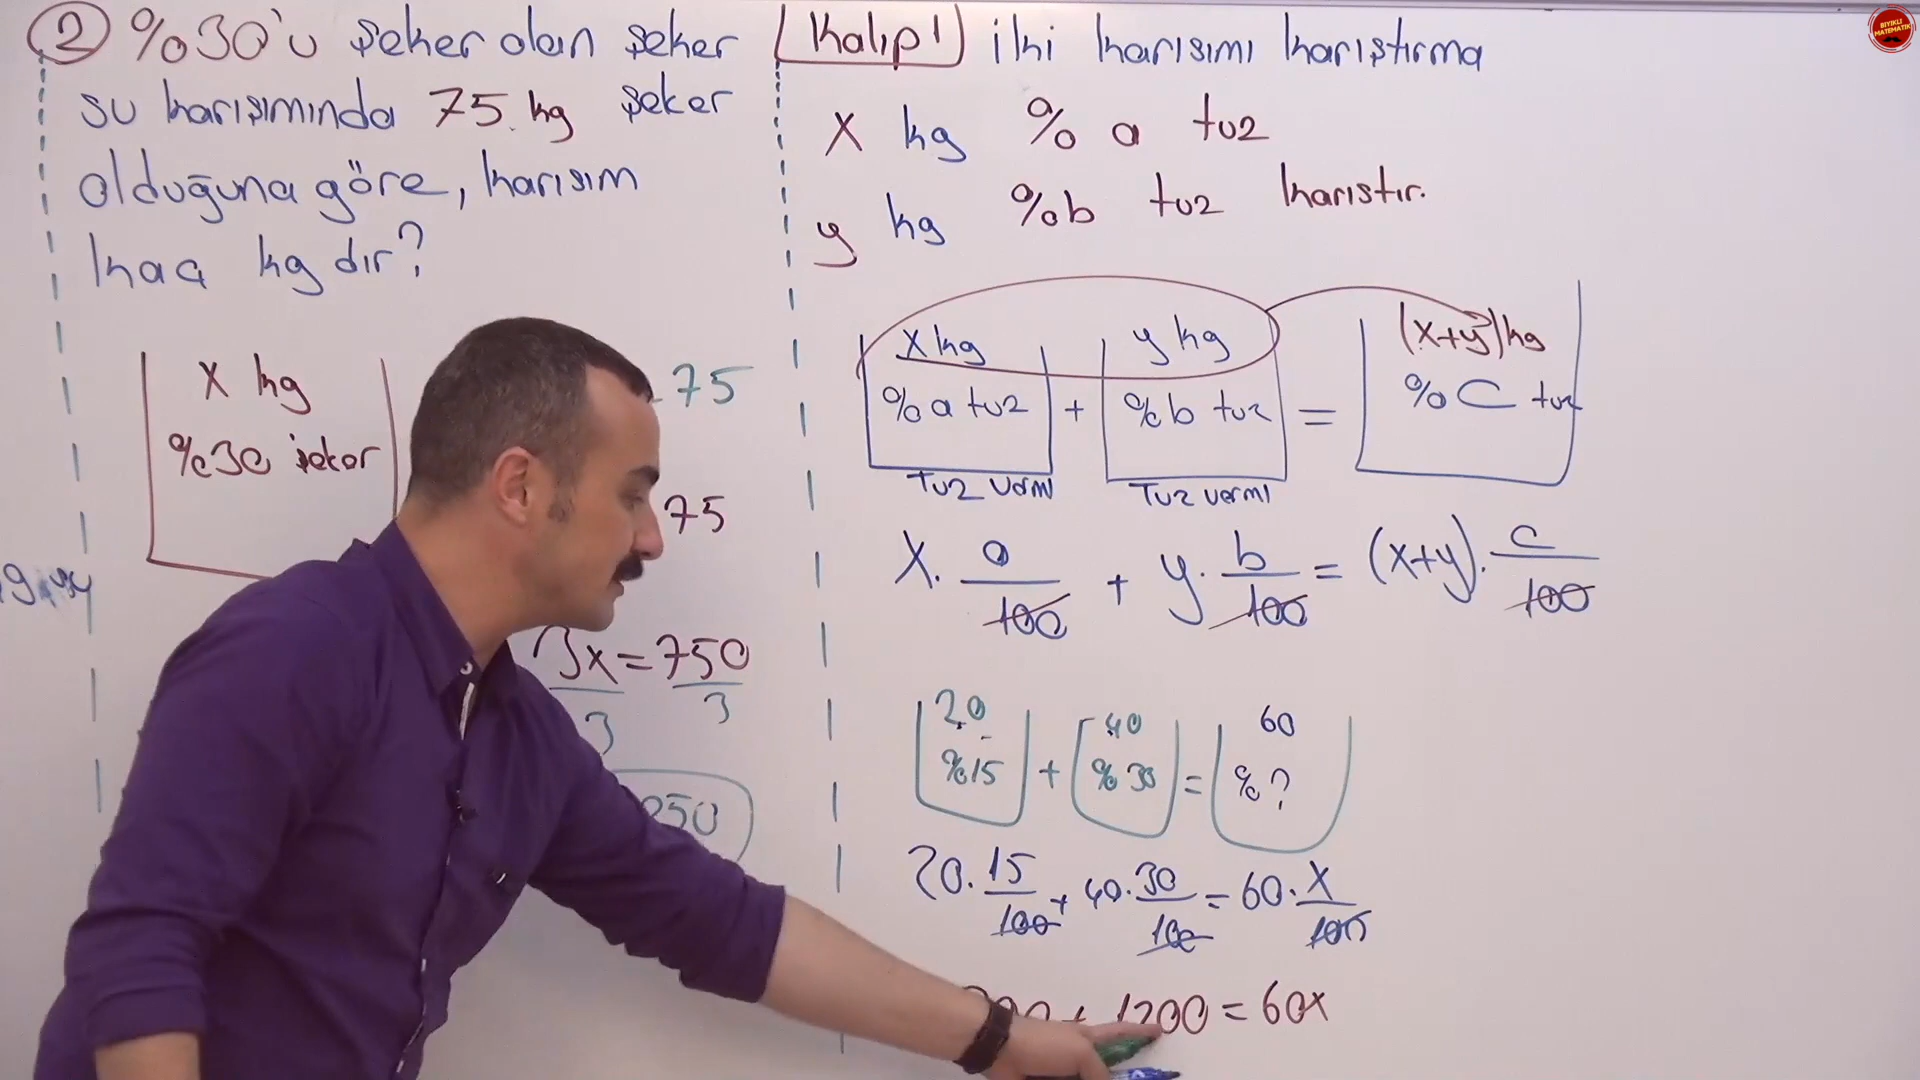 2 %30'u şeker olan şeker
su karışımında 75 kg şeker
olduğuna göre, karışım
kaç kg dır?
x kg
%30 şeker
75
75
3x = 750
3 3
250
Kalıp 1 iki karışımı karıştırma
x kg % a tuz
y kg % b tuz karıştır.
x kg y kg (x+y) kg
% a tuz + % b tuz = % C tuz
Tuz
Tuz
x. a/100 + y. b/100 = (x+y). c/100
20 40 60
%15 + %30 = % ?
20. 15/100 + 40. 30/100 = 60. x/100
+ 1200 = 60x
BIYIKLI
MATEMATİK